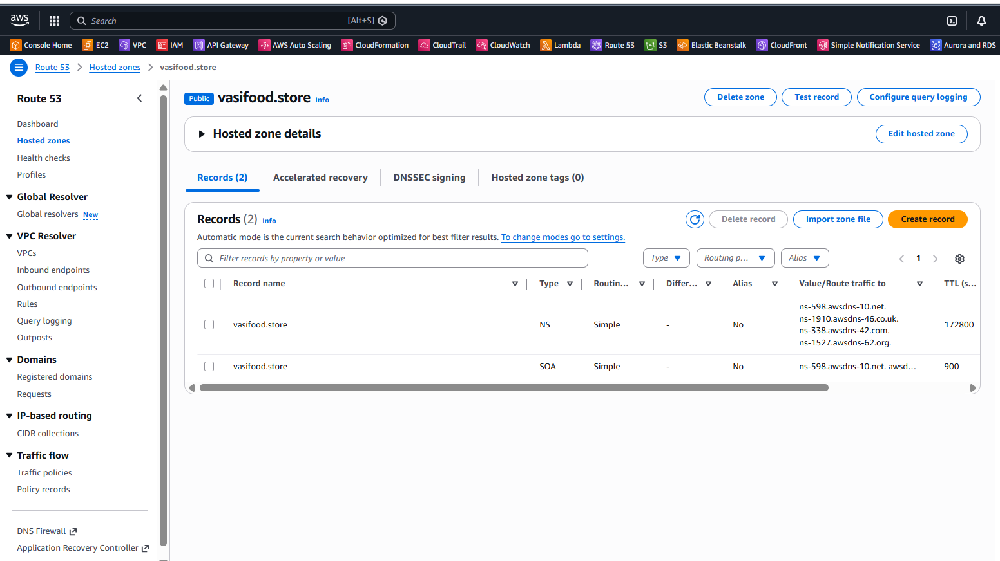 aws
Search
[Alt+S]
Console Home
EC2
VPC
IAM
API Gateway
AWS Auto Scaling
CloudFormation
CloudTrail
CloudWatch
Lambda
Route 53
S3
Elastic Beanstalk
CloudFront
Simple Notification Service
Aurora and RDS
Route 53
Hosted zones
vasifood.store
Route 53
Dashboard
Hosted zones
Health checks
Profiles
Global Resolver
Global resolvers New
VPC Resolver
VPCs
Inbound endpoints
Outbound endpoints
Rules
Query logging
Outposts
Domains
Registered domains
Requests
IP-based routing
CIDR collections
Traffic flow
Traffic policies
Policy records
DNS Firewall
Application Recovery Controller
Public vasifood.store Info
Delete zone
Test record
Configure query logging
Hosted zone details
Edit hosted zone
Records (2)
Accelerated recovery
DNSSEC signing
Hosted zone tags (0)
Records (2) Info
Delete record
Import zone file
Create record
Automatic mode is the current search behavior optimized for best filter results. To change modes go to settings.
Filter records by property or value
Type
Routing p...
Alias
1
Record name
Type
Routin...
Differ...
Alias
Value/Route traffic to
TTL (s...
vasifood.store
NS
Simple
-
No
ns-598.awsdns-10.net.
ns-1910.awsdns-46.co.uk.
ns-338.awsdns-42.com.
ns-1527.awsdns-62.org.
172800
vasifood.store
SOA
Simple
-
No
ns-598.awsdns-10.net. awsd...
900